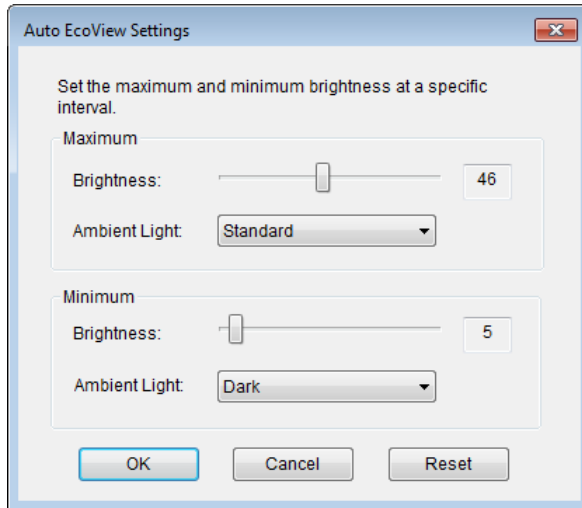 Auto EcoView Settings
Set the maximum and minimum brightness at a specific
interval.
Maximum
Brightness:
46
Ambient Light:
Standard
Minimum
Brightness:
5
Ambient Light:
Dark
OK
Cancel
Reset